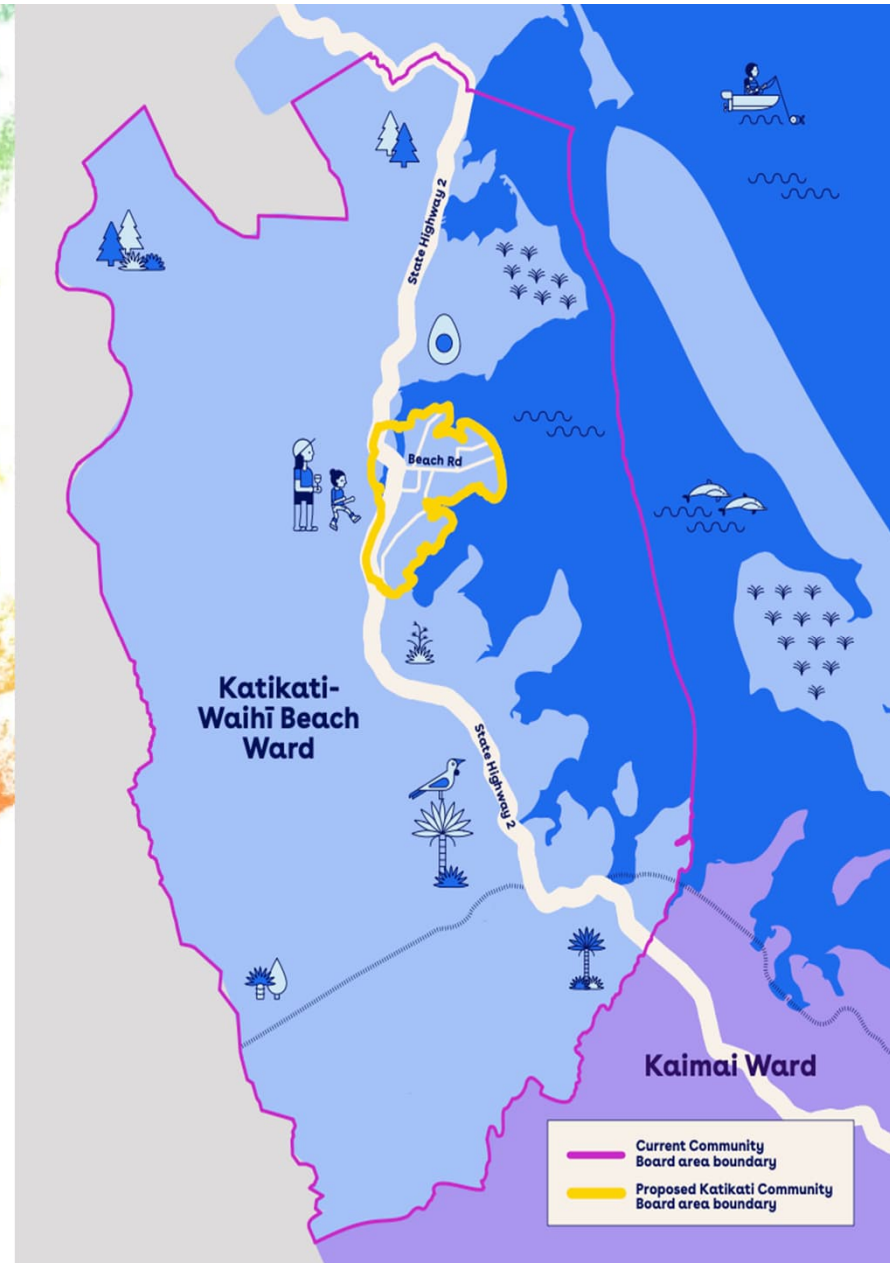 State Highway 2
Beach Rd
Katikati-
Waihī Beach
Ward
State Highway 2
Kaimai Ward
Current Community
Board area boundary
Proposed Katikati Community
Board area boundary